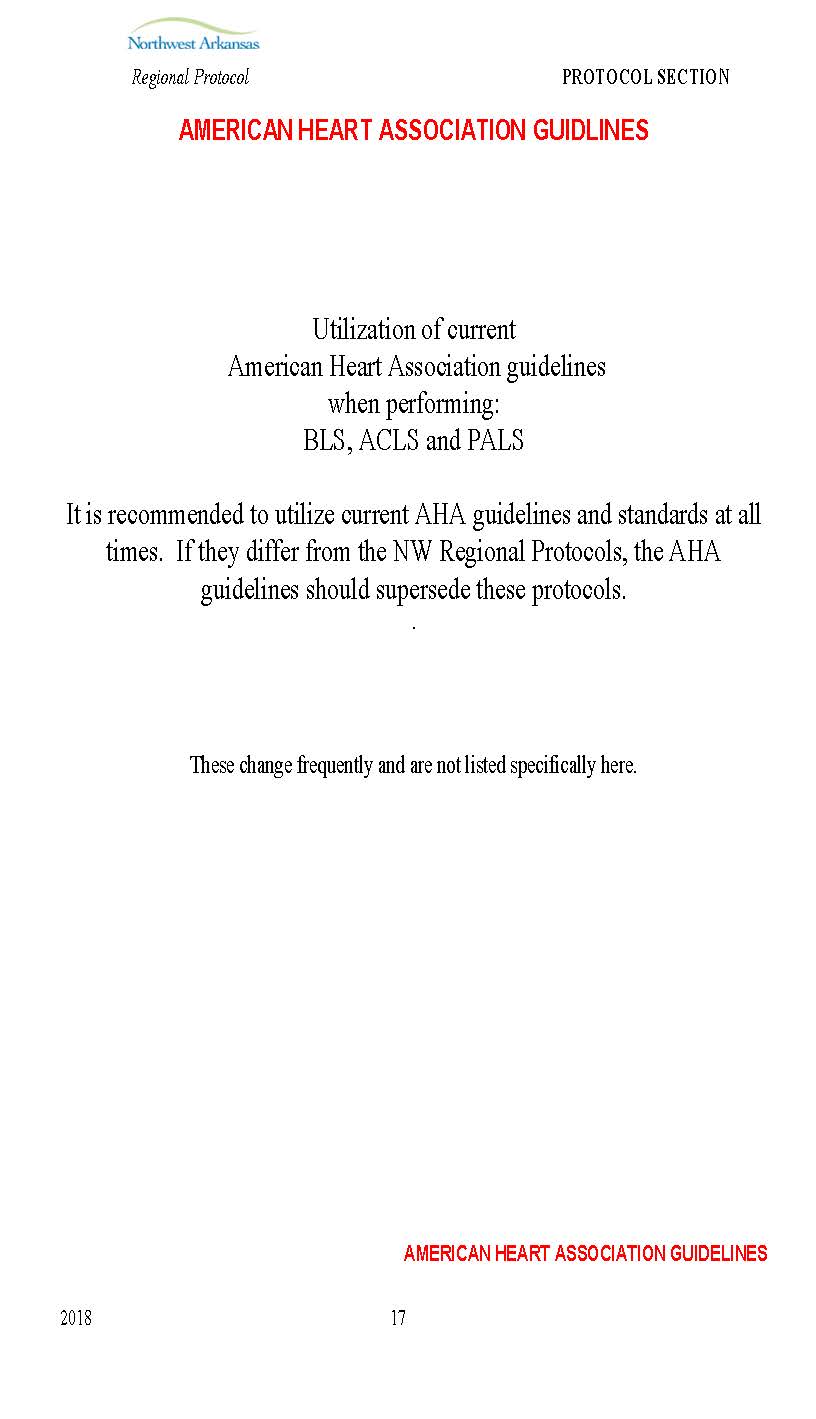 Northwest Arkansas
Regional Protocol PROTOCOL SECTION
AMERICAN HEART ASSOCIATION GUIDLINES
Utilization of current
American Heart Association guidelines
when performing:
BLS, ACLS and PALS
It is recommended to utilize current AHA guidelines and standards at all
times. If they differ from the NW Regional Protocols, the AHA
guidelines should supersede these protocols.
.
These change frequently and are not listed specifically here.
AMERICAN HEART ASSOCIATION GUIDELINES
2018 17